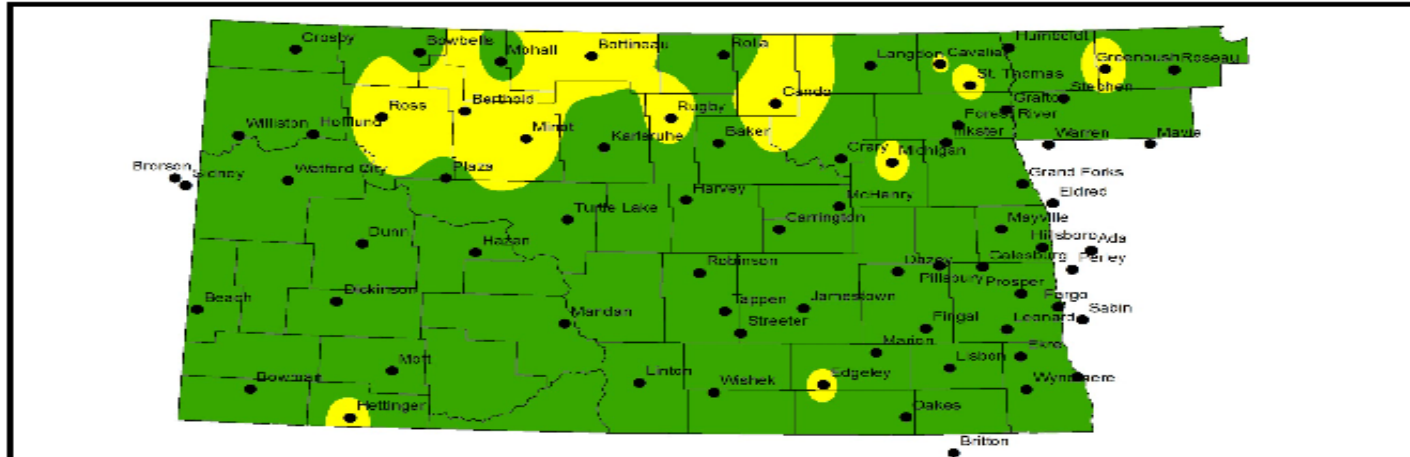 Crosby
Bowbells
Mohall
Bottineau
Rolla
Langdon
Cavalier
Humboldt
Greenbush
Roseau
St. Thomas
Stephen
Ross
Berthold
Cando
Grafton
Forest River
Rugby
Williston
Hofflund
Minot
Karlsruhe
Baker
Inkster
Warren
Mavie
Crary
Michigan
Brorson
Sidney
Watford City
Plaza
Grand Forks
Eldred
Harvey
McHenry
Turtle Lake
Carrington
Mayville
Dunn
Hazen
Hillsboro
Ada
Robinson
Dazey
Pillsbury
Galesburg
Perley
Beach
Dickinson
Tappen
Jamestown
Prosper
Fargo
Sabin
Mandan
Streeter
Fingal
Leonard
Marion
Mott
Lisbon
Ekre
Bowman
Linton
Wishek
Edgeley
Wyndmere
Hettinger
Oakes
Britton